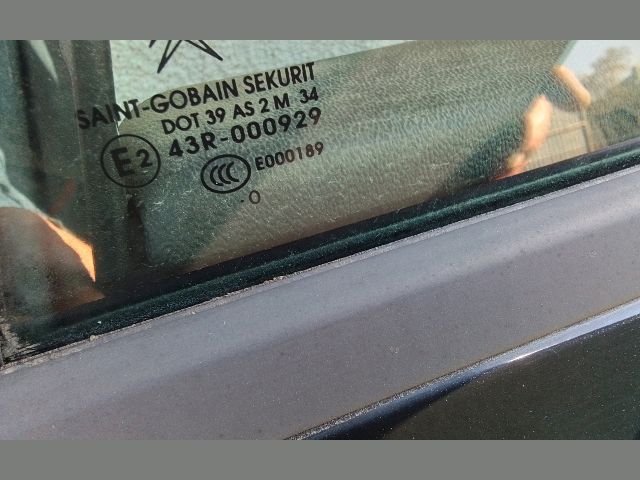 SAINT-GOBAIN SEKURIT
DOT 39 AS 2 M 34
E2 43R-000929
CCC E000189
. O